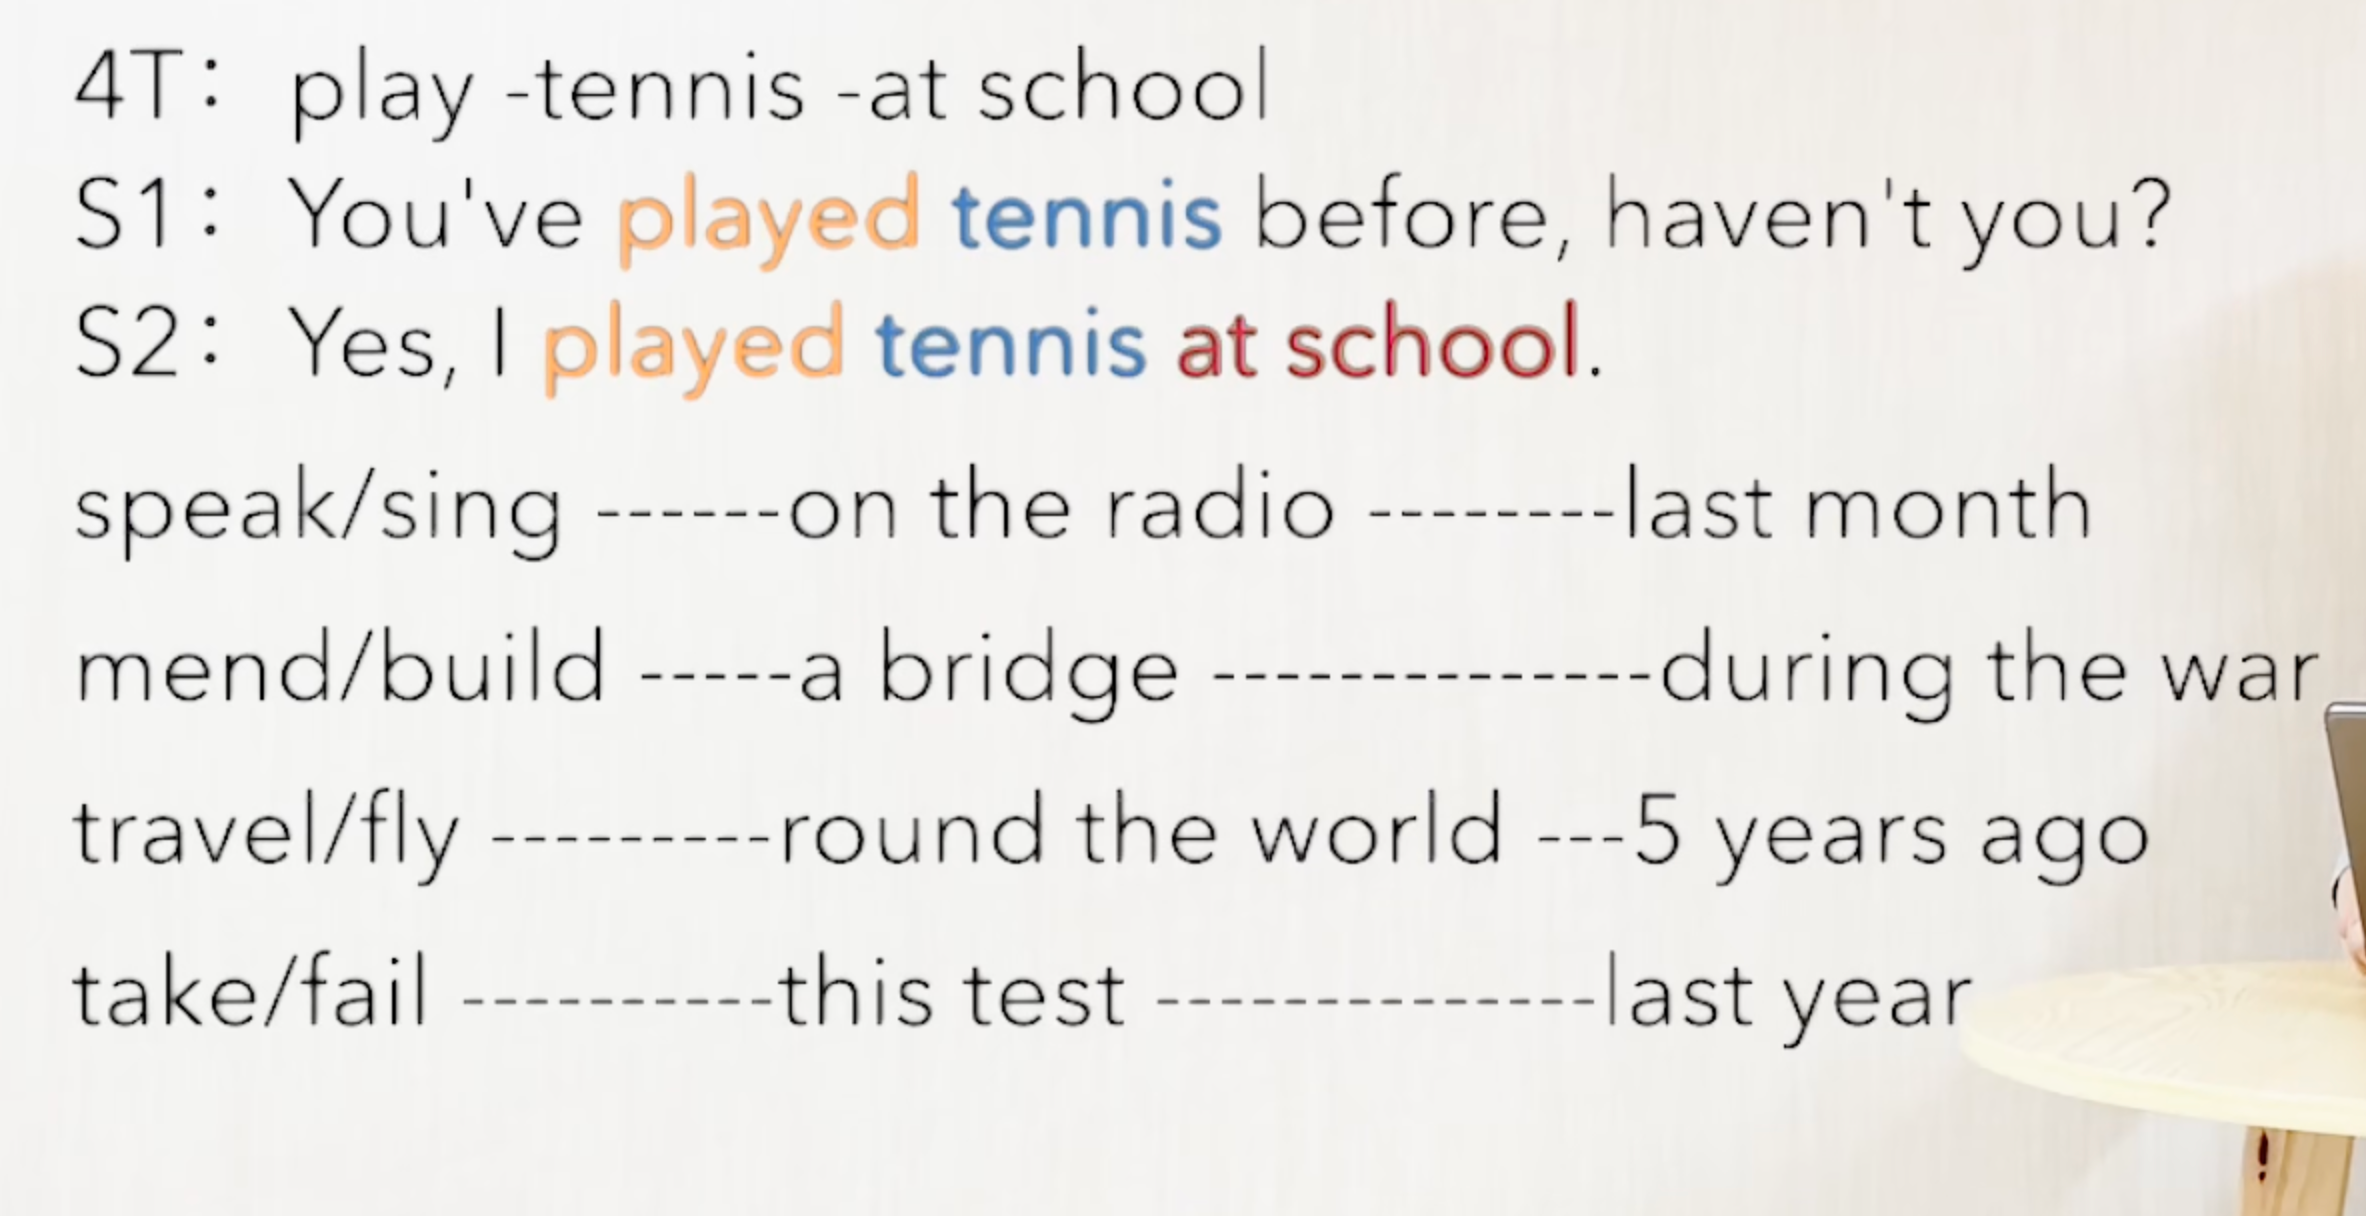 4T: play -tennis -at school
S1: You've played tennis before, haven't you?
S2: Yes, I played tennis at school.
speak/sing ------on the radio --------last month
mend/build -----a bridge --------------during the war
travel/fly ---------round the world ---5 years ago
take/fail ----------this test --------------last year